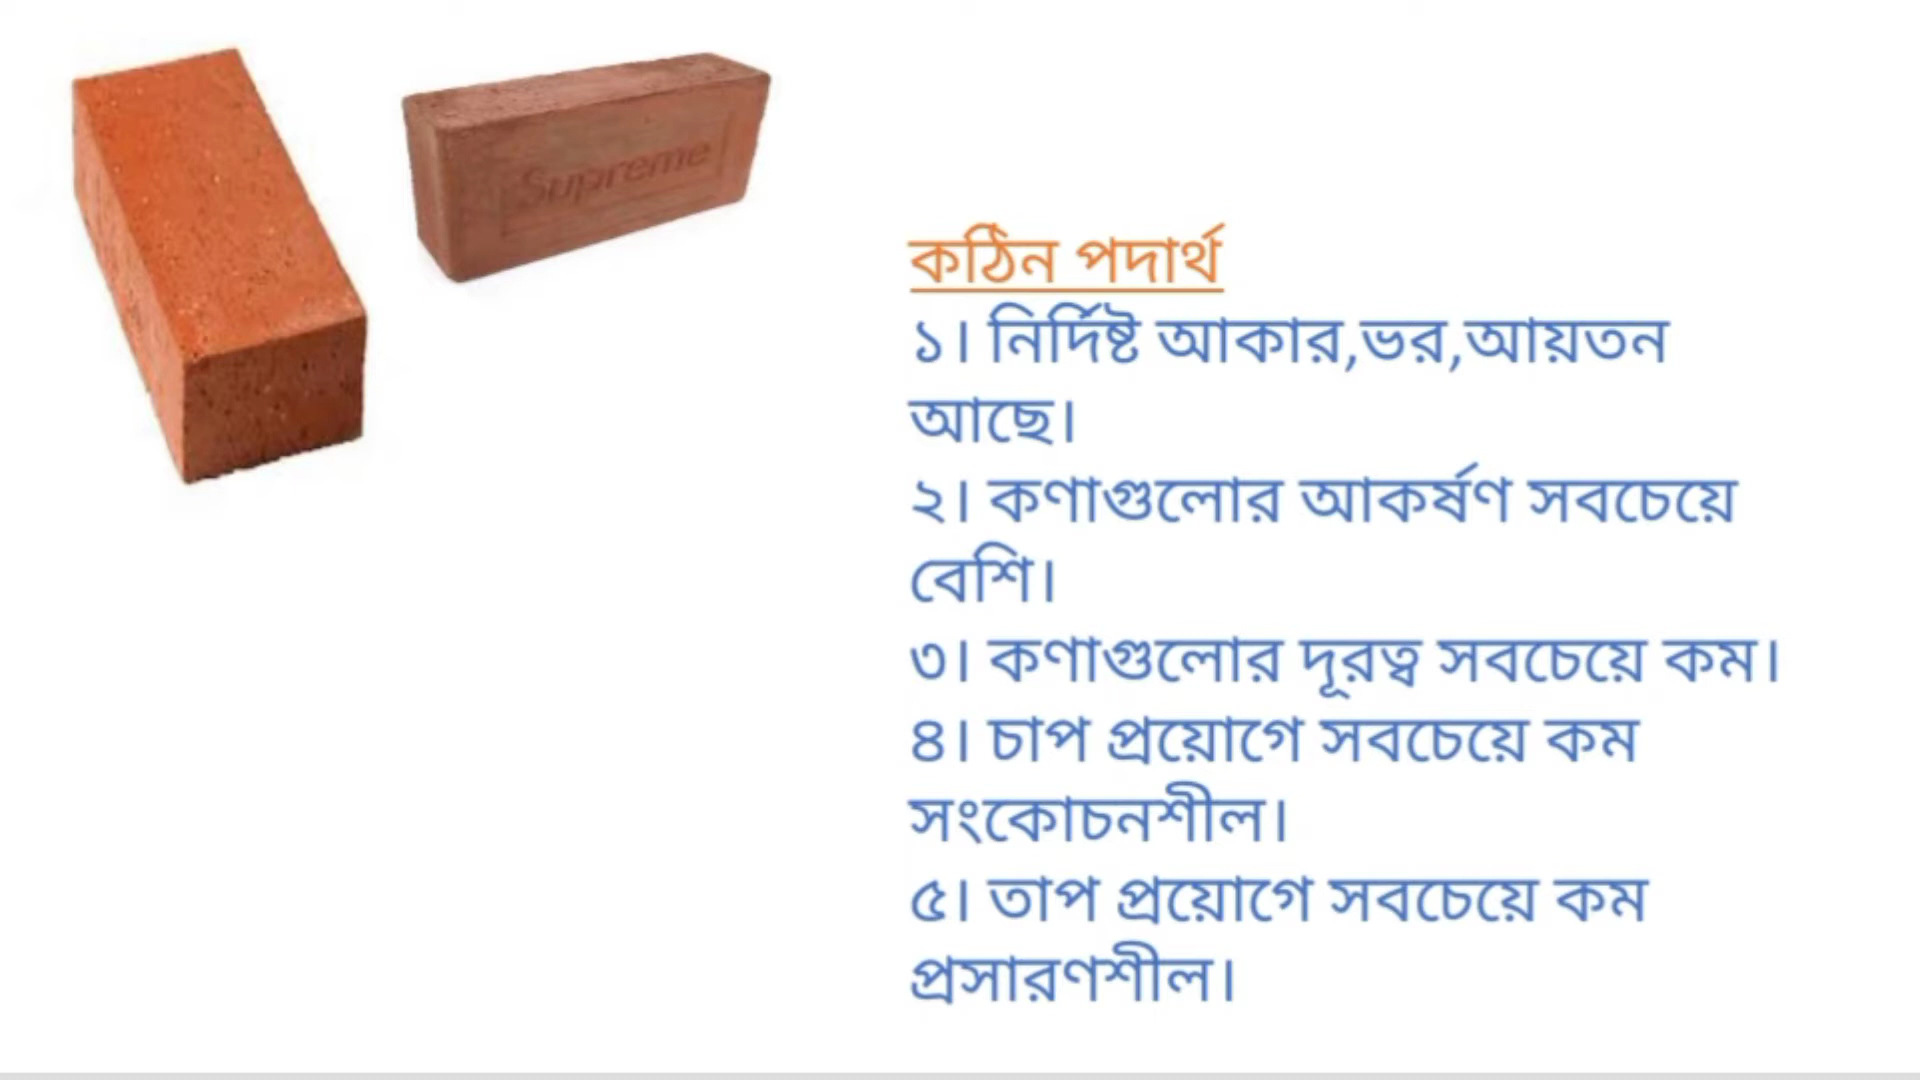 Supreme
কঠিন পদার্থ
১। নির্দিষ্ট আকার,ভর,আয়তন
আছে।
২। কণাগুলোর আকর্ষণ সবচেয়ে
বেশি।
৩। কণাগুলোর দূরত্ব সবচেয়ে কম।
৪। চাপ প্রয়োগে সবচেয়ে কম
সংকোচনশীল।
৫। তাপ প্রয়োগে সবচেয়ে কম
প্রসারণশীল।